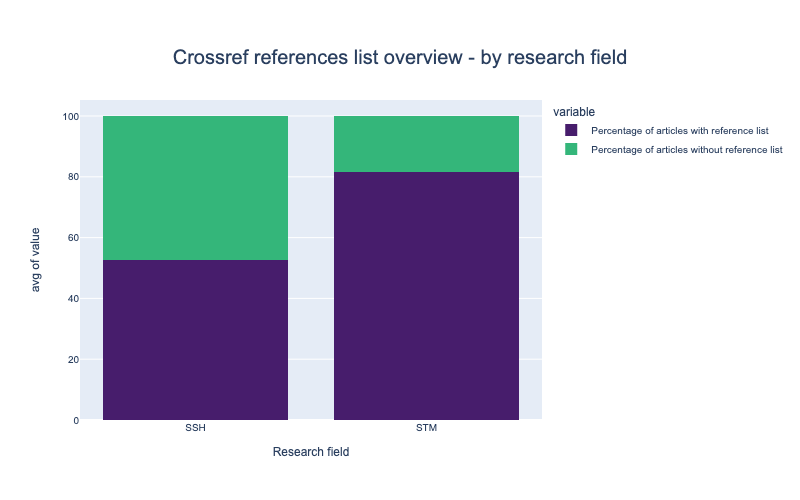 Crossref references list overview - by research field
variable
Percentage of articles with reference list
Percentage of articles without reference list
avg of value
100
80
60
40
20
0
SSH
STM
Research field